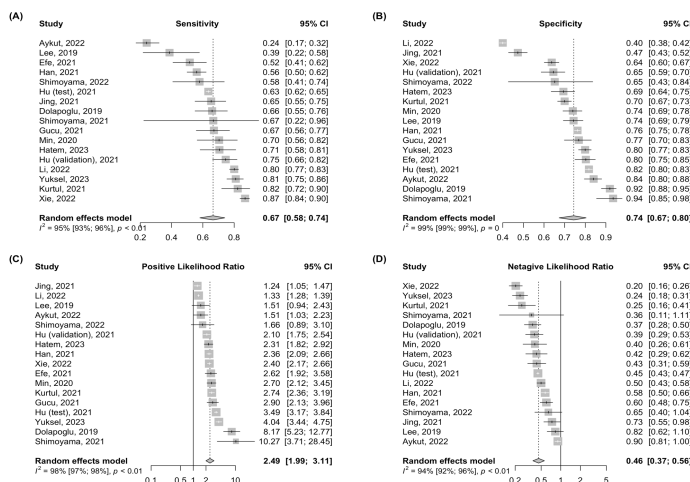 (A)
Study Sensitivity 95% CI
Aykut, 2022 0.24 [0.17; 0.32]
Lee, 2019 0.39 [0.22; 0.58]
Efe, 2021 0.52 [0.41; 0.62]
Han, 2021 0.56 [0.50; 0.62]
Shimoyama, 2022 0.58 [0.41; 0.74]
Hu (test), 2021 0.63 [0.62; 0.65]
Jing, 2021 0.65 [0.55; 0.75]
Dolapoglu, 2019 0.66 [0.55; 0.76]
Shimoyama, 2021 0.67 [0.22; 0.96]
Gucu, 2021 0.67 [0.56; 0.77]
Min, 2020 0.70 [0.56; 0.82]
Hatem, 2023 0.71 [0.58; 0.81]
Hu (validation), 2021 0.75 [0.66; 0.82]
Li, 2022 0.80 [0.77; 0.83]
Yuksel, 2023 0.81 [0.75; 0.86]
Kurtul, 2021 0.82 [0.72; 0.90]
Xie, 2022 0.87 [0.84; 0.90]
Random effects model 0.67 [0.58; 0.74]
I² = 95% [93%; 96%], p < 0.01
0.2 0.4 0.6 0.8
(B)
Study Specificity 95% CI
Li, 2022 0.40 [0.38; 0.42]
Jing, 2021 0.47 [0.43; 0.52]
Xie, 2022 0.64 [0.60; 0.67]
Hu (validation), 2021 0.65 [0.59; 0.70]
Shimoyama, 2022 0.65 [0.43; 0.84]
Hatem, 2023 0.69 [0.64; 0.75]
Kurtul, 2021 0.70 [0.67; 0.73]
Min, 2020 0.74 [0.69; 0.78]
Lee, 2019 0.74 [0.69; 0.79]
Han, 2021 0.76 [0.75; 0.78]
Gucu, 2021 0.77 [0.70; 0.83]
Yuksel, 2023 0.80 [0.77; 0.83]
Efe, 2021 0.80 [0.75; 0.85]
Hu (test), 2021 0.82 [0.80; 0.83]
Aykut, 2022 0.84 [0.80; 0.88]
Dolapoglu, 2019 0.92 [0.88; 0.95]
Shimoyama, 2021 0.94 [0.85; 0.98]
Random effects model 0.74 [0.67; 0.80]
I² = 99% [99%; 99%], p = 0
0.4 0.5 0.6 0.7 0.8 0.9
(C)
Study Positive Likelihood Ratio 95% CI
Jing, 2021 1.24 [1.05; 1.47]
Li, 2022 1.33 [1.28; 1.39]
Lee, 2019 1.51 [0.94; 2.43]
Aykut, 2022 1.51 [1.03; 2.23]
Shimoyama, 2022 1.66 [0.89; 3.10]
Hu (validation), 2021 2.10 [1.75; 2.54]
Hatem, 2023 2.31 [1.82; 2.92]
Han, 2021 2.36 [2.09; 2.66]
Xie, 2022 2.40 [2.17; 2.66]
Efe, 2021 2.62 [1.92; 3.58]
Min, 2020 2.70 [2.12; 3.45]
Kurtul, 2021 2.74 [2.36; 3.19]
Gucu, 2021 2.90 [2.13; 3.96]
Hu (test), 2021 3.49 [3.17; 3.84]
Yuksel, 2023 4.04 [3.44; 4.75]
Dolapoglu, 2019 8.17 [5.23; 12.77]
Shimoyama, 2021 10.27 [3.71; 28.45]
Random effects model 2.49 [1.99; 3.11]
I² = 98% [97%; 98%], p < 0.01
0.1 0.5 1 2 10
(D)
Study Netagive Likelihood Ratio 95% CI
Xie, 2022 0.20 [0.16; 0.26]
Yuksel, 2023 0.24 [0.18; 0.31]
Kurtul, 2021 0.25 [0.16; 0.41]
Shimoyama, 2021 0.36 [0.11; 1.11]
Dolapoglu, 2019 0.37 [0.28; 0.50]
Hu (validation), 2021 0.39 [0.29; 0.53]
Min, 2020 0.40 [0.26; 0.61]
Hatem, 2023 0.42 [0.29; 0.62]
Gucu, 2021 0.43 [0.31; 0.59]
Hu (test), 2021 0.45 [0.43; 0.47]
Li, 2022 0.50 [0.43; 0.58]
Han, 2021 0.58 [0.50; 0.66]
Efe, 2021 0.60 [0.48; 0.75]
Shimoyama, 2022 0.65 [0.40; 1.04]
Jing, 2021 0.73 [0.55; 0.98]
Lee, 2019 0.82 [0.62; 1.10]
Aykut, 2022 0.90 [0.81; 1.00]
Random effects model 0.46 [0.37; 0.56]
I² = 94% [92%; 96%], p < 0.01
0.2 0.5 1 2 5